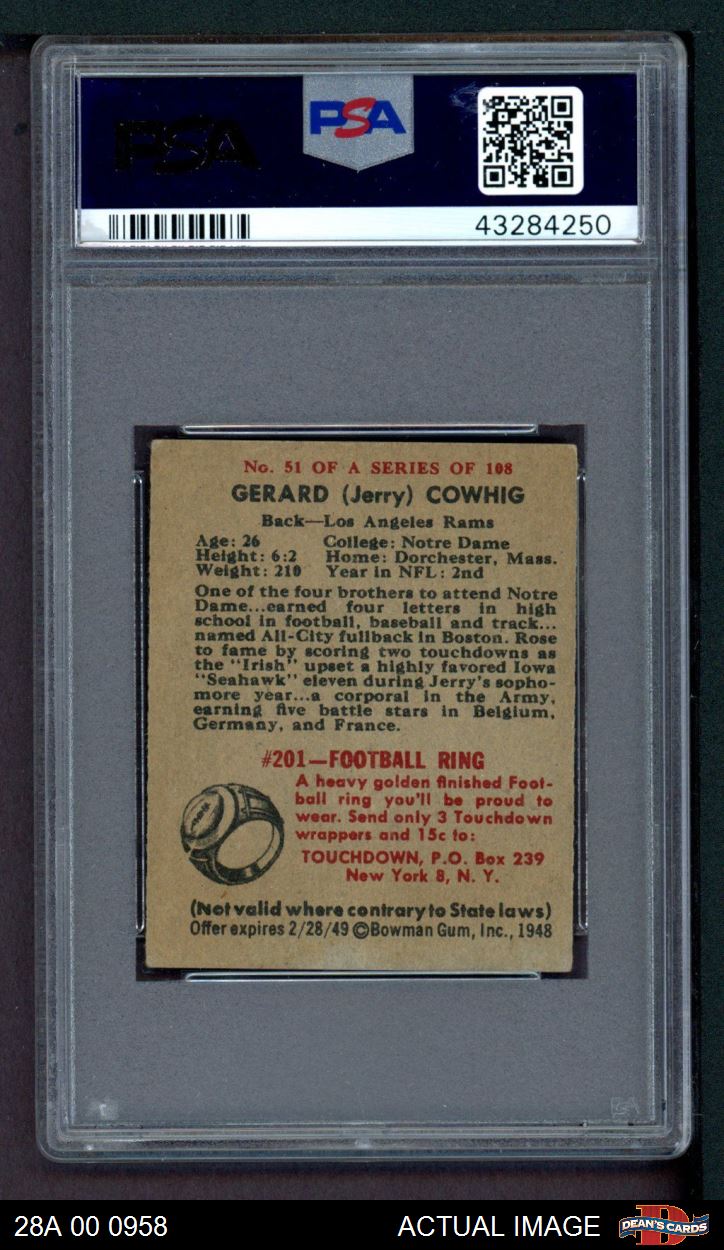 PSA
PSA
43284250
No. 51 OF A SERIES OF 108
GERARD (Jerry) COWHIG
Back—Los Angeles Rams
Age: 26 College: Notre Dame
Height: 6:2 Home: Dorchester, Mass.
Weight: 210 Year in NFL: 2nd
One of the four brothers to attend Notre
Dame...earned four letters in high
school in football, baseball and track...
named All-City fullback in Boston. Rose
to fame by scoring two touchdowns as
the "Irish" upset a highly favored Iowa
"Seahawk" eleven during Jerry's sopho-
more year...a corporal in the Army,
earning five battle stars in Belgium,
Germany, and France.
#201—FOOTBALL RING
A heavy golden finished Foot-
ball ring you'll be proud to
wear. Send only 3 Touchdown
wrappers and 15c to:
TOUCHDOWN, P.O. Box 239
New York 8, N. Y.
(Not valid where contrary to State laws)
Offer expires 2/28/49 ©Bowman Gum, Inc., 1948
PSA
28A 00 0958 ACTUAL IMAGE DEAN'S CARDS